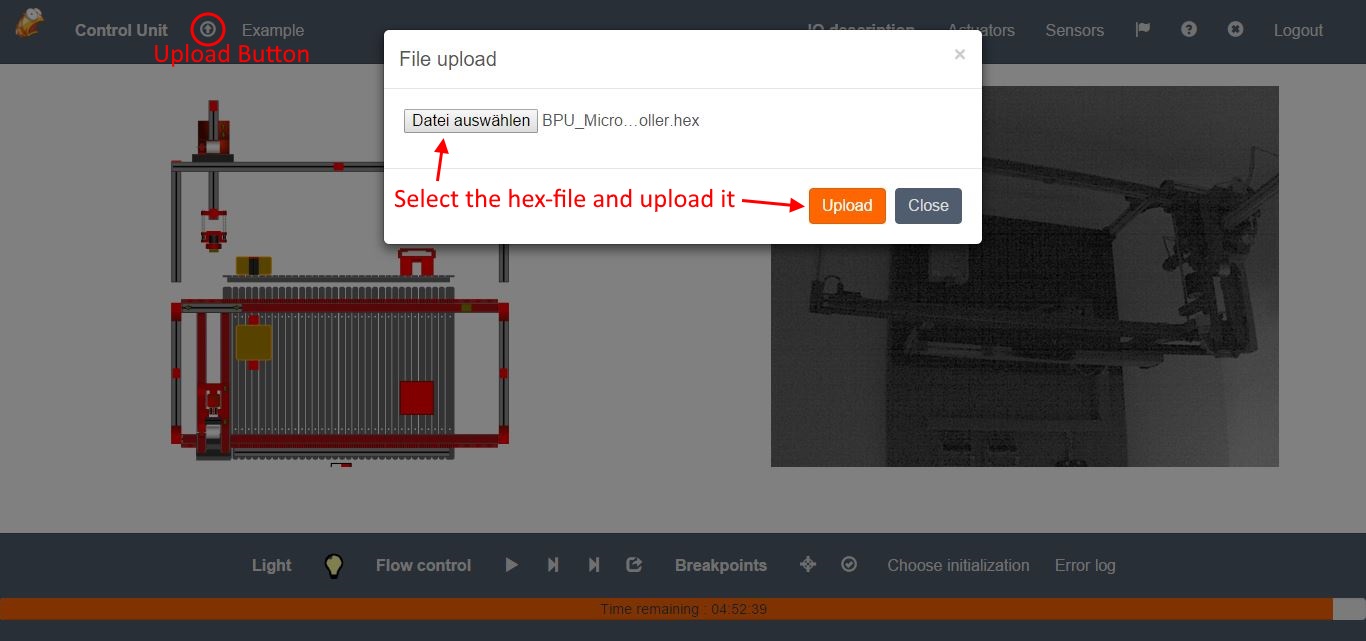 Control Unit
Example
IO description
Actuators
Sensors
Logout
Upload Button
File upload
×
Datei auswählen BPU_Micro...oller.hex
Select the hex-file and upload it
Upload
Close
Light
Flow control
Breakpoints
Choose initialization
Error log
Time remaining : 04:52:39